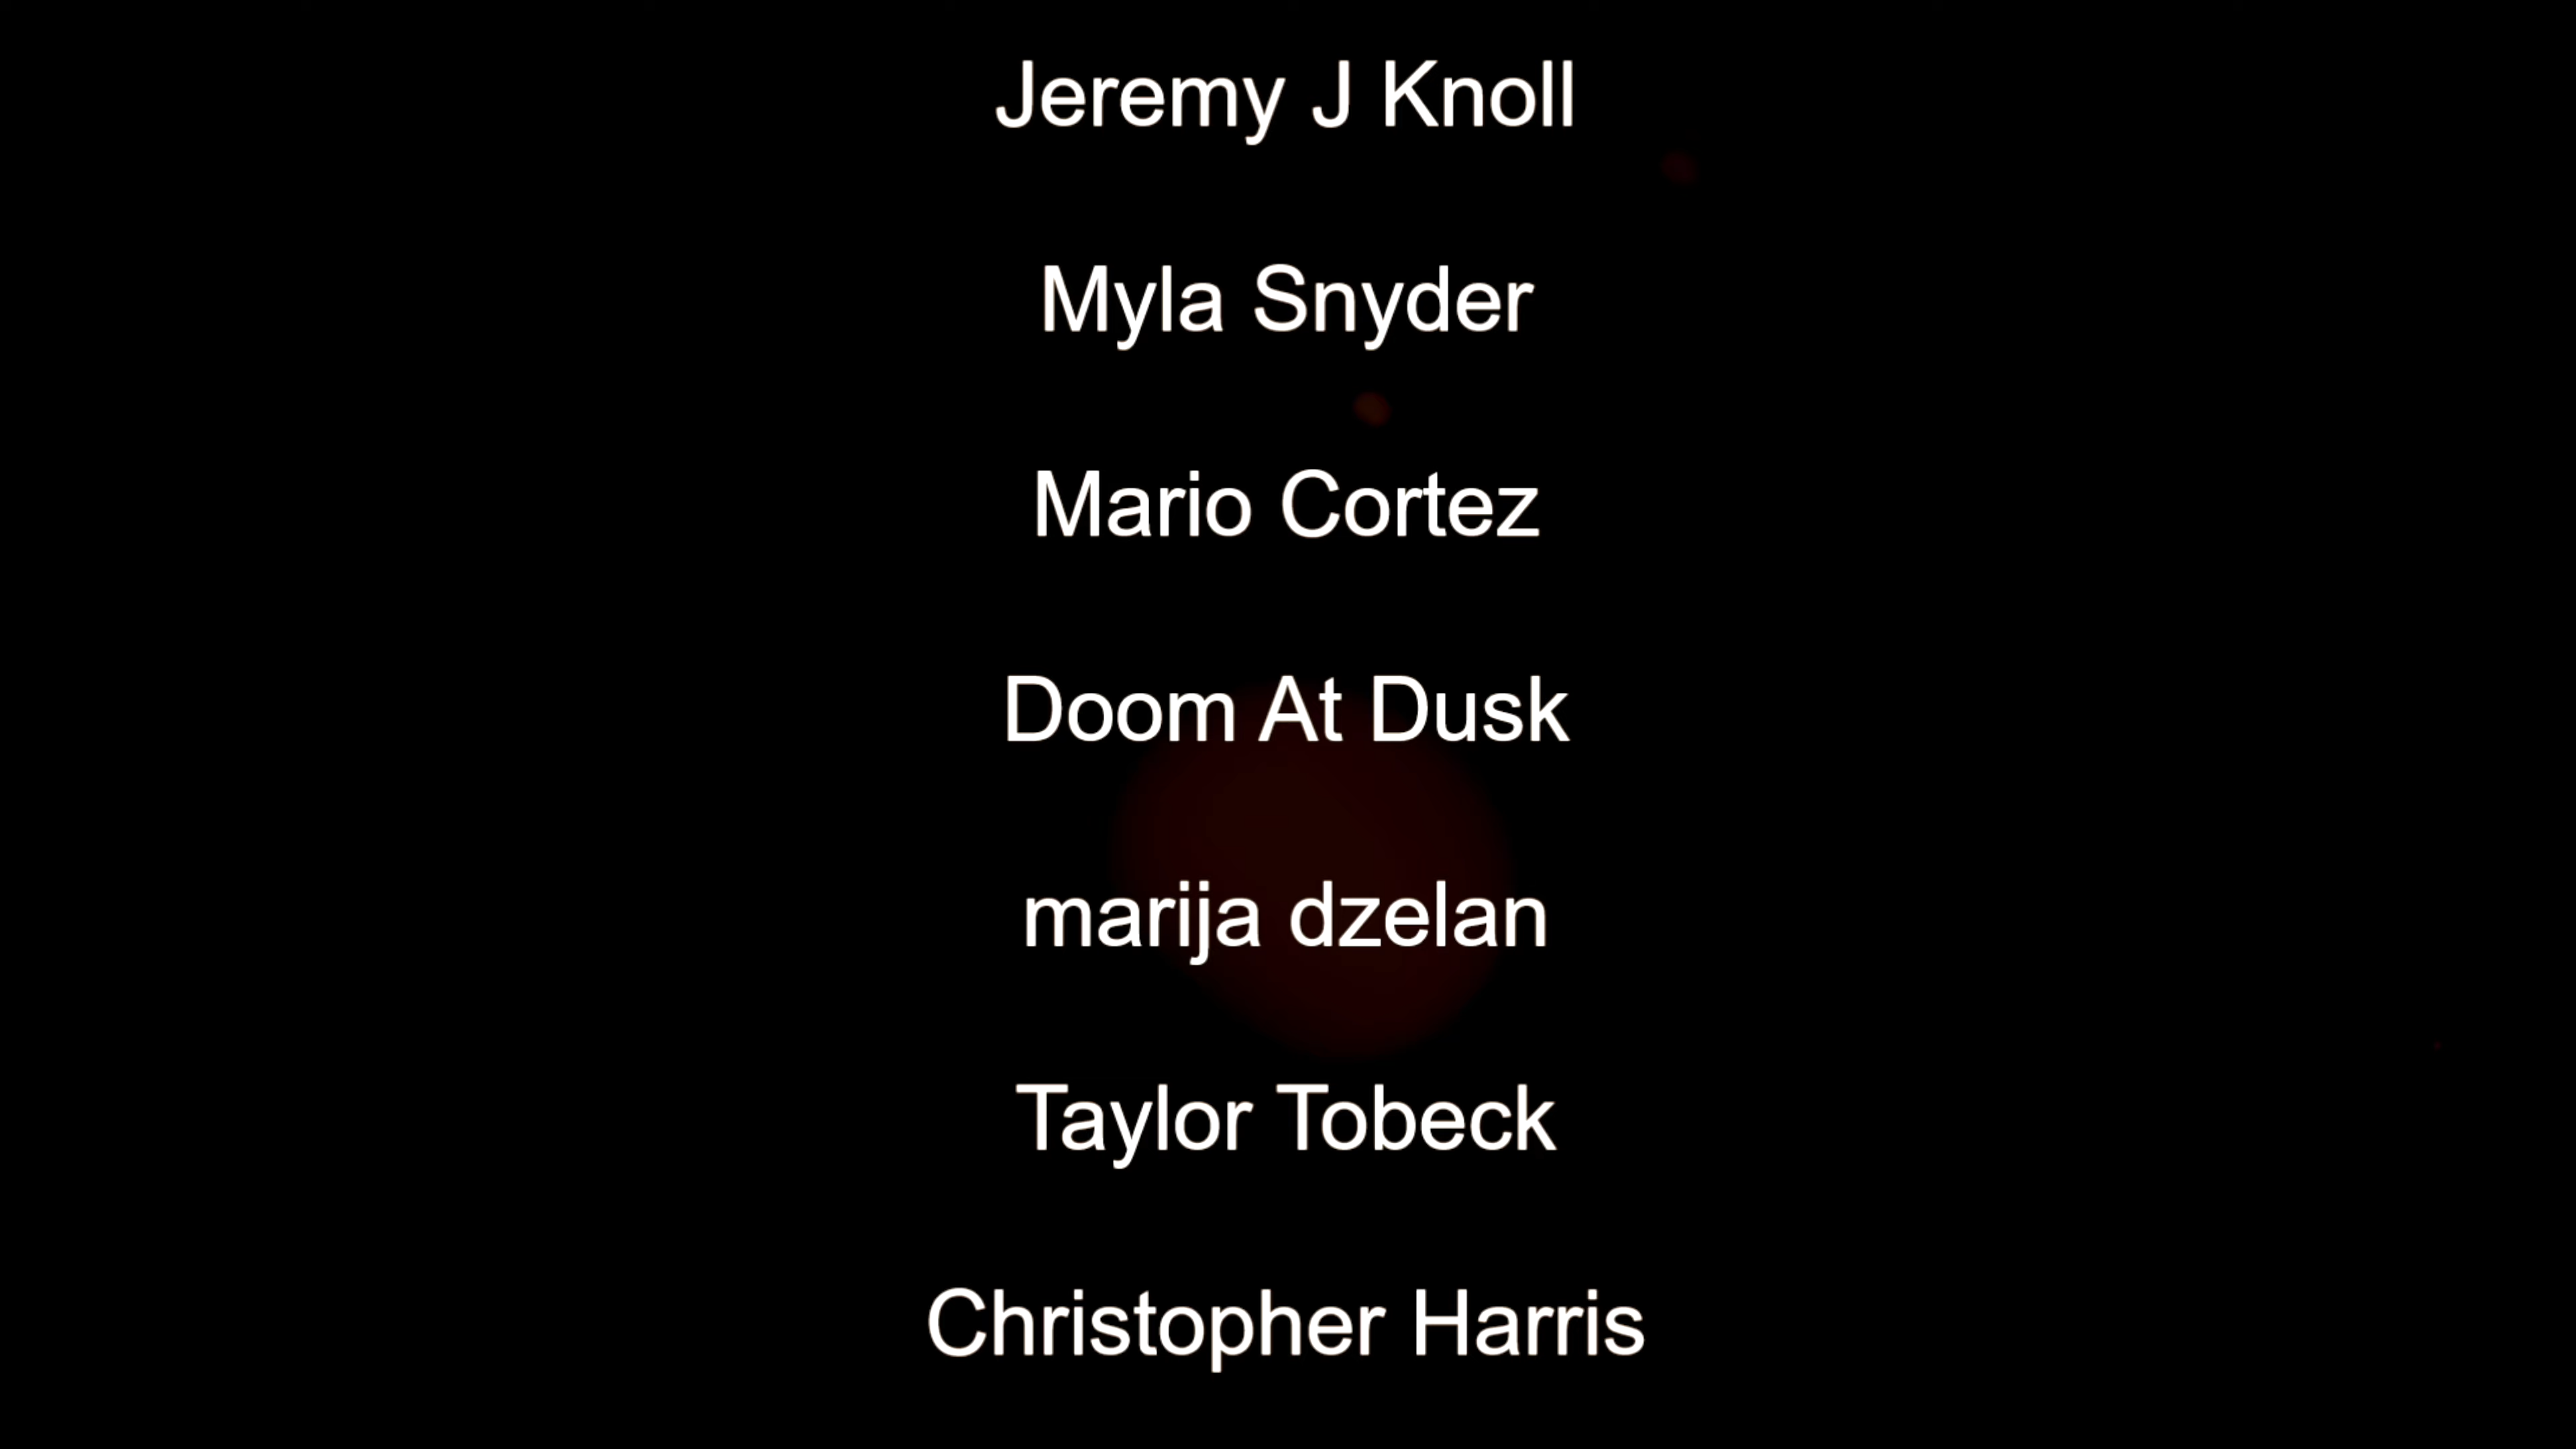 Jeremy J Knoll
Myla Snyder
Mario Cortez
Doom At Dusk
marija dzelan
Taylor Tobeck
Christopher Harris